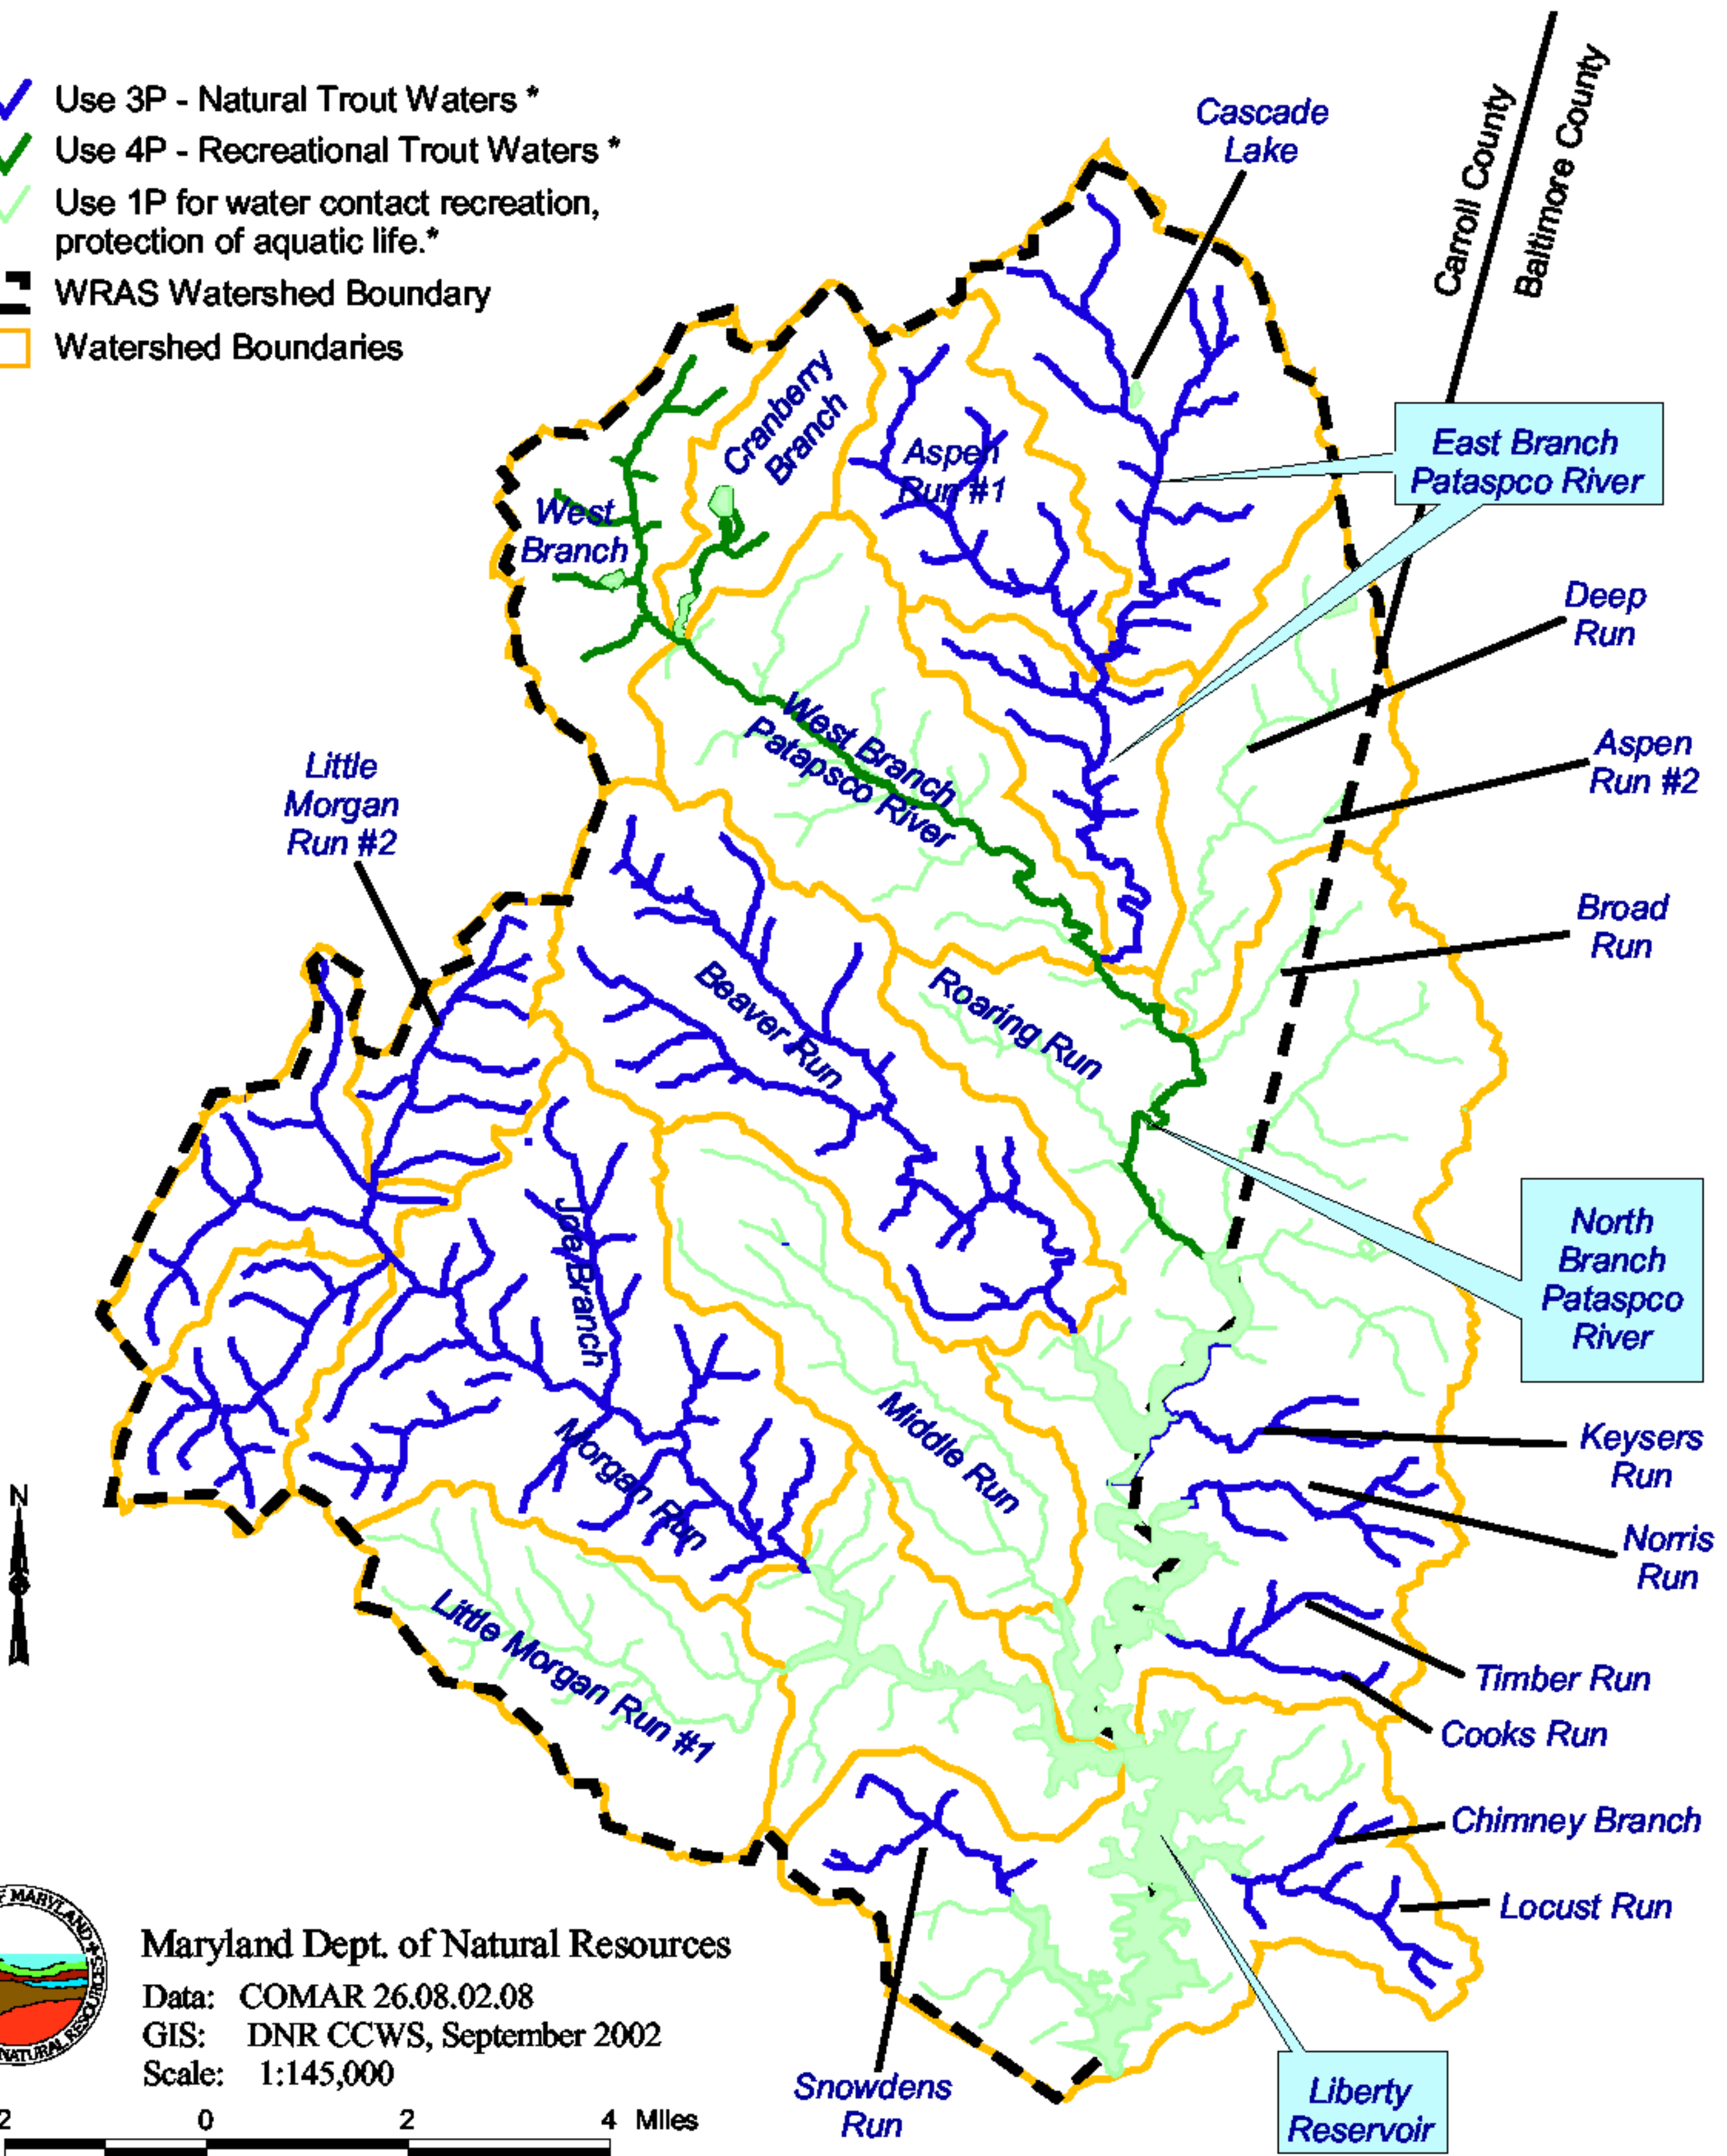 Use 3P - Natural Trout Waters *
Use 4P - Recreational Trout Waters *
Use 1P for water contact recreation,
protection of aquatic life.*
WRAS Watershed Boundary
Watershed Boundaries
Cascade
Lake
Carroll County
Baltimore County
East Branch
Pataspco River
Cranberry
Branch
Aspen
Run #1
West
Branch
Deep
Run
West Branch
Patapsco River
Aspen
Run #2
Little
Morgan
Run #2
Broad
Run
Beaver Run
Roaring Run
Joe Branch
North
Branch
Pataspco
River
Middle Run
Morgan Run
Keysers
Run
Norris
Run
Little Morgan Run #1
Timber Run
Cooks Run
Chimney Branch
Locust Run
N
MARYLAND
NATURAL RESOURCES
Maryland Dept. of Natural Resources
Data: COMAR 26.08.02.08
GIS: DNR CCWS, September 2002
Scale: 1:145,000
Snowdens
Run
Liberty
Reservoir
2 0 2 4 Miles